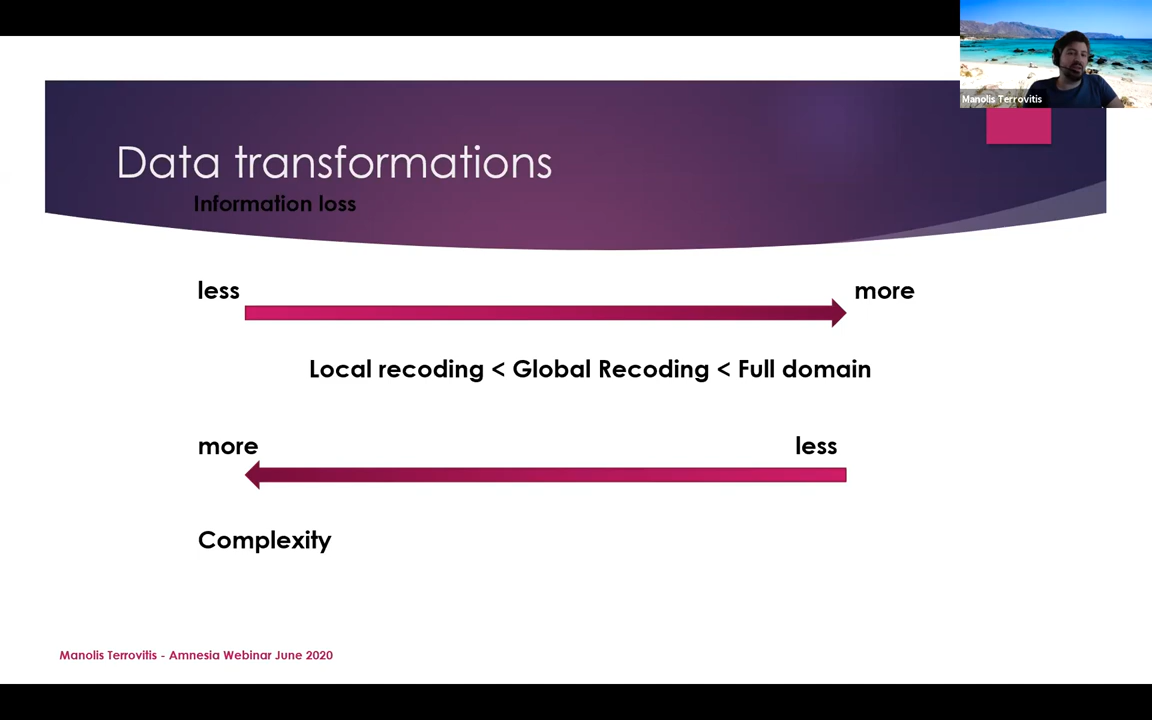 Manolis Terrovitis
Data transformations
Information loss
less more
Local recoding < Global Recoding < Full domain
more less
Complexity
Manolis Terrovitis - Amnesia Webinar June 2020